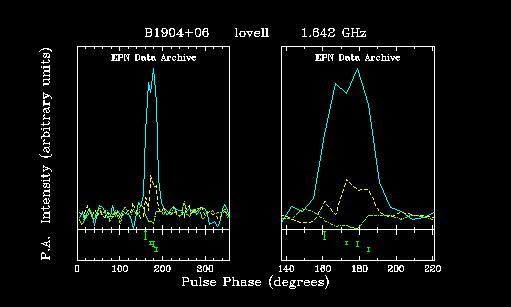 B1904+06 lovell 1.642 GHz
EPN Data Archive EPN Data Archive
P.A. Intensity (arbitrary units)
0 100 200 300 140 160 180 200 220
Pulse Phase (degrees)